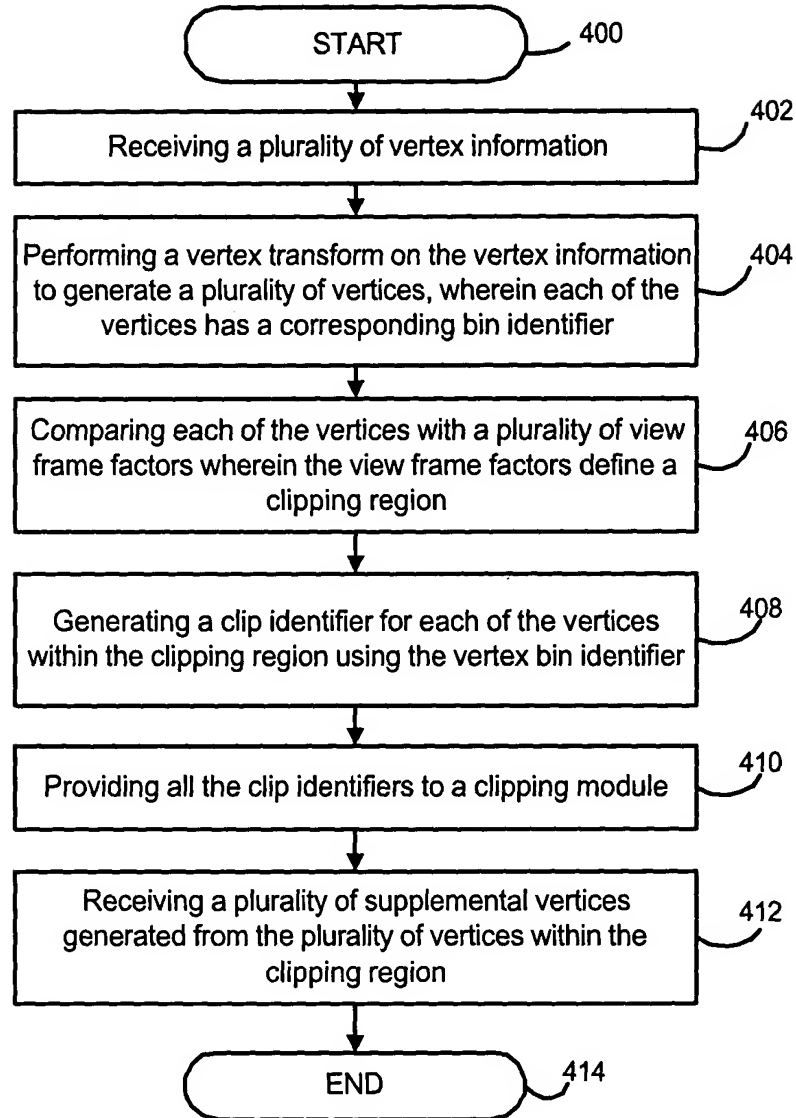 START
400
Receiving a plurality of vertex information
402
Performing a vertex transform on the vertex information
to generate a plurality of vertices, wherein each of the
vertices has a corresponding bin identifier
404
Comparing each of the vertices with a plurality of view
frame factors wherein the view frame factors define a
clipping region
406
Generating a clip identifier for each of the vertices
within the clipping region using the vertex bin identifier
408
Providing all the clip identifiers to a clipping module
410
Receiving a plurality of supplemental vertices
generated from the plurality of vertices within the
clipping region
412
END
414